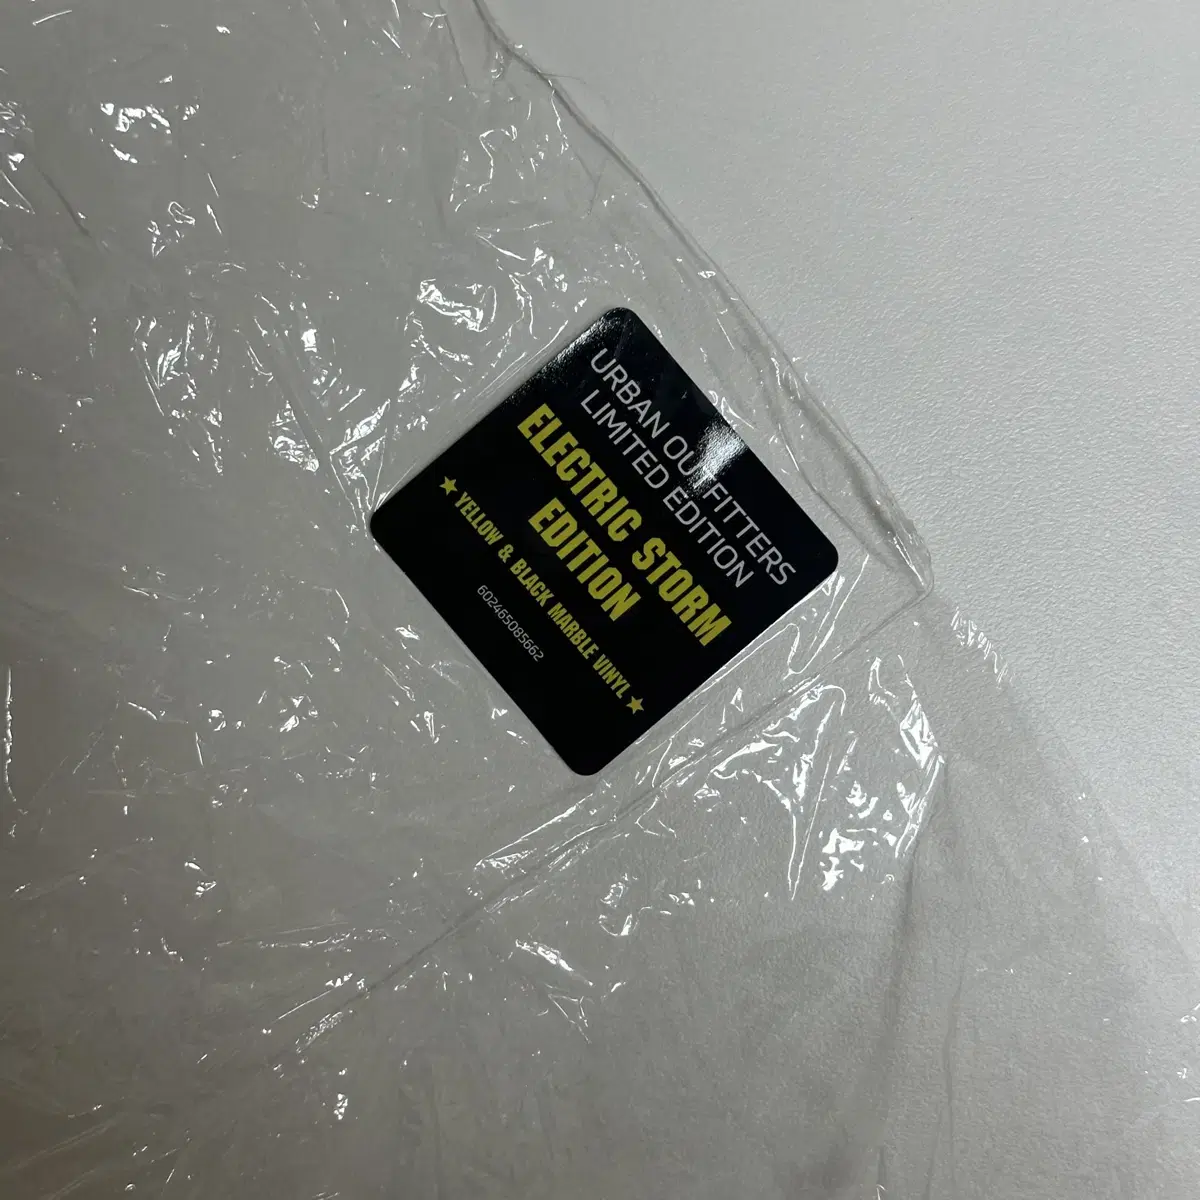 URBAN OUTFITTERS
LIMITED EDITION
ELECTRIC STORM
EDITION
★ YELLOW & BLACK MARBLE VINYL ★
602465085662